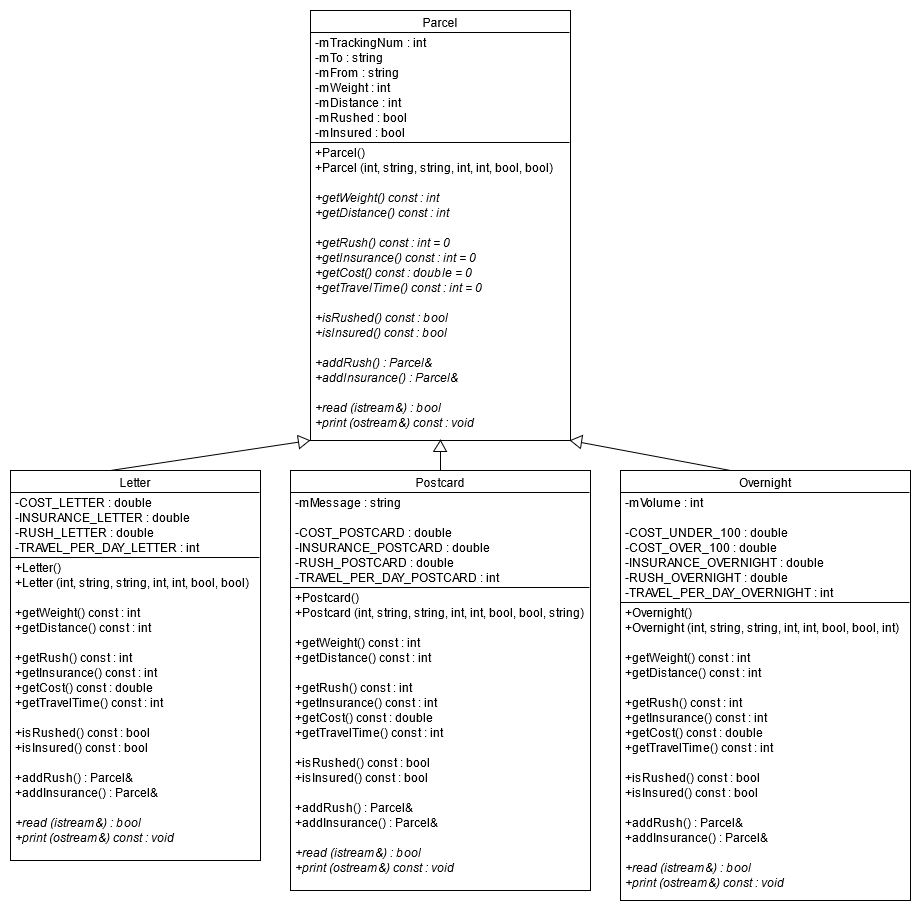 Parcel
-mTrackingNum : int
-mTo : string
-mFrom : string
-mWeight : int
-mDistance : int
-mRushed : bool
-mInsured : bool
+Parcel()
+Parcel (int, string, string, int, int, bool, bool)
+getWeight() const : int
+getDistance() const : int
+getRush() const : int = 0
+getInsurance() const : int = 0
+getCost() const : double = 0
+getTravelTime() const : int = 0
+isRushed() const : bool
+isInsured() const : bool
+addRush() : Parcel&
+addInsurance() : Parcel&
+read (istream&) : bool
+print (ostream&) const : void
Letter
-COST_LETTER : double
-INSURANCE_LETTER : double
-RUSH_LETTER : double
-TRAVEL_PER_DAY_LETTER : int
+Letter()
+Letter (int, string, string, int, int, bool, bool)
+getWeight() const : int
+getDistance() const : int
+getRush() const : int
+getInsurance() const : int
+getCost() const : double
+getTravelTime() const : int
+isRushed() const : bool
+isInsured() const : bool
+addRush() : Parcel&
+addInsurance() : Parcel&
+read (istream&) : bool
+print (ostream&) const : void
Postcard
-mMessage : string
-COST_POSTCARD : double
-INSURANCE_POSTCARD : double
-RUSH_POSTCARD : double
-TRAVEL_PER_DAY_POSTCARD : int
+Postcard()
+Postcard (int, string, string, int, int, bool, bool, string)
+getWeight() const : int
+getDistance() const : int
+getRush() const : int
+getInsurance() const : int
+getCost() const : double
+getTravelTime() const : int
+isRushed() const : bool
+isInsured() const : bool
+addRush() : Parcel&
+addInsurance() : Parcel&
+read (istream&) : bool
+print (ostream&) const : void
Overnight
-mVolume : int
-COST_UNDER_100 : double
-COST_OVER_100 : double
-INSURANCE_OVERNIGHT : double
-RUSH_OVERNIGHT : double
-TRAVEL_PER_DAY_OVERNIGHT : int
+Overnight()
+Overnight (int, string, string, int, int, bool, bool, int)
+getWeight() const : int
+getDistance() const : int
+getRush() const : int
+getInsurance() const : int
+getCost() const : double
+getTravelTime() const : int
+isRushed() const : bool
+isInsured() const : bool
+addRush() : Parcel&
+addInsurance() : Parcel&
+read (istream&) : bool
+print (ostream&) const : void